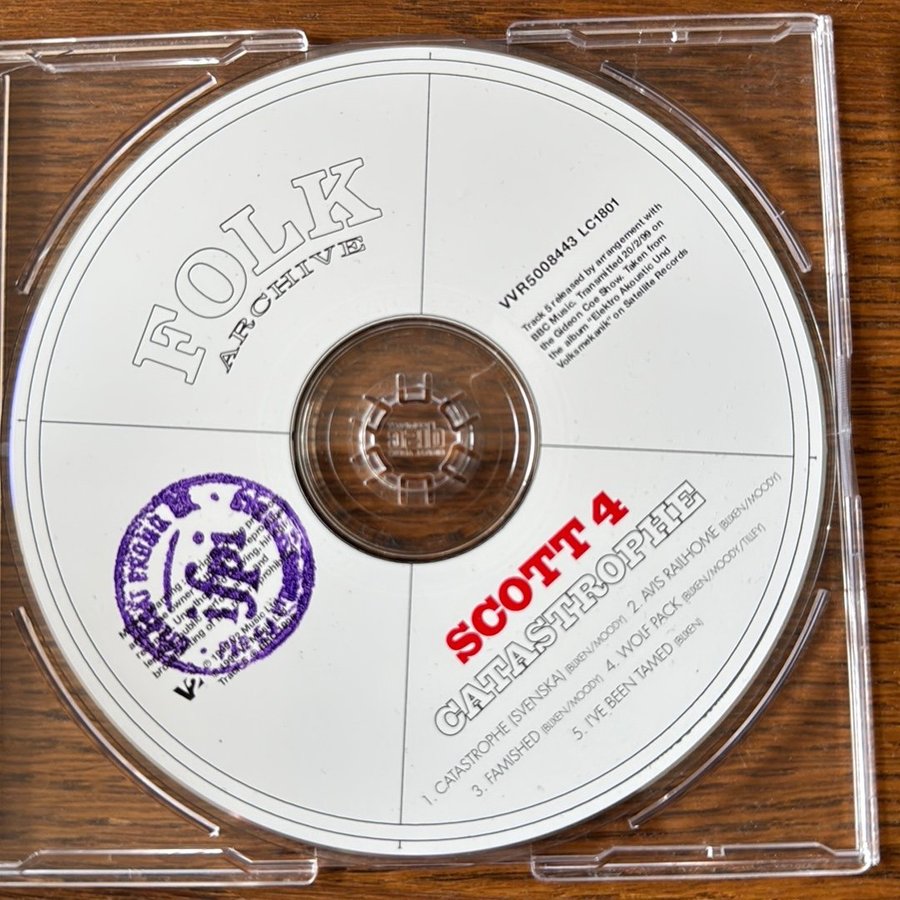 FOLK
ARCHIVE
VVR5008443 LC1801
Track 5 released by arrangement with
BBC Music. Transmitted 20/2/99 on
the Gideon Coe Show. Taken from
the album "Elektro Akoustic Und
Volksmekanik" on Satellite Records
ifpi
SCOTT 4
CATASTROPHE
1. CATASTROPHE (SVENSKA) (BLIXEN/MOODY) 2. AVIS RAILHOME (BLIXEN/MOODY)
3. FAMISHED (BLIXEN/MOODY) 4. WOLF PACK (BLIXEN/MOODY/TILLEY)
5. I'VE BEEN TAMED (BLIXEN)